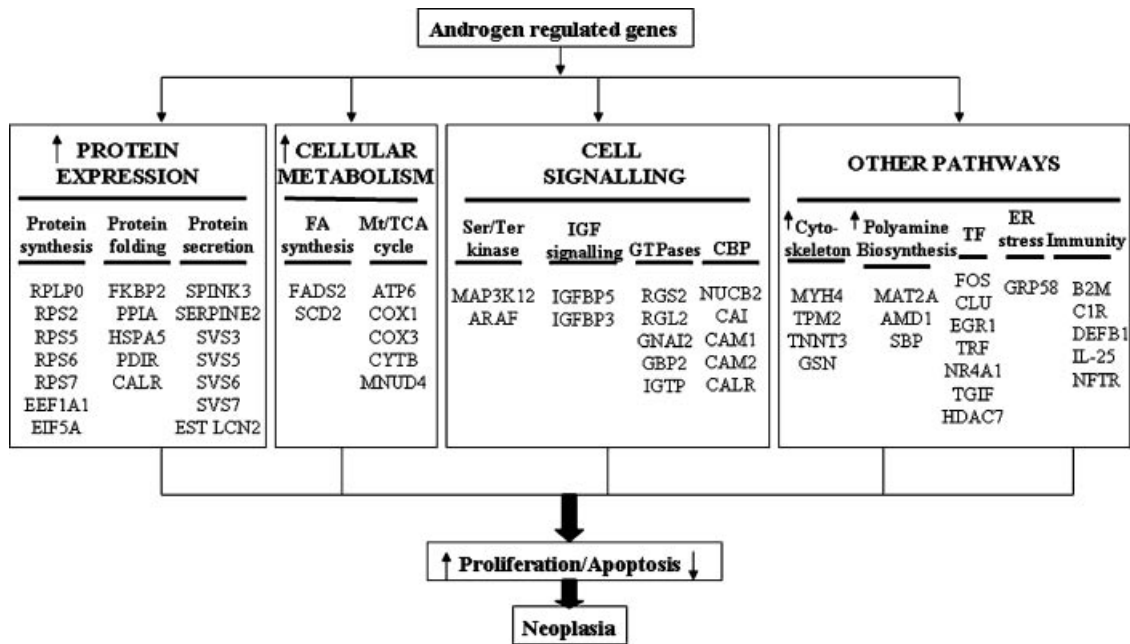 Androgen regulated genes
↑ PROTEIN
EXPRESSION
Protein
synthesis
RPLP0
RPS2
RPS5
RPS6
RPS7
EEF1A1
EIF5A
Protein
folding
FKBP2
PPIA
HSPA5
PDIR
CALR
Protein
secretion
SPINK3
SERPINE2
SVS3
SVS5
SVS6
SVS7
EST LCN2
↑ CELLULAR
METABOLISM
FA
synthesis
FADS2
SCD2
Mt/TCA
cycle
ATP6
COX1
COX3
CYTB
MNUD4
CELL
SIGNALLING
Ser/Ter
kinase
MAP3K12
ARAF
IGF
signalling
IGFBP5
IGFBP3
GTPases
RGS2
RGL2
GNAI2
GBP2
IGTP
CBP
NUCB2
CAI
CAM1
CAM2
CALR
OTHER PATHWAYS
↑ Cyto-
skeleton
MYH4
TPM2
TNNT3
GSN
↑ Polyamine
Biosynthesis
MAT2A
AMD1
SBP
TF
FOS
CLU
EGR1
TRF
NR4A1
TGIF
HDAC7
ER
stress
GRP58
Immunity
B2M
C1R
DEFB1
IL-25
NFTR
↑ Proliferation/Apoptosis ↓
Neoplasia